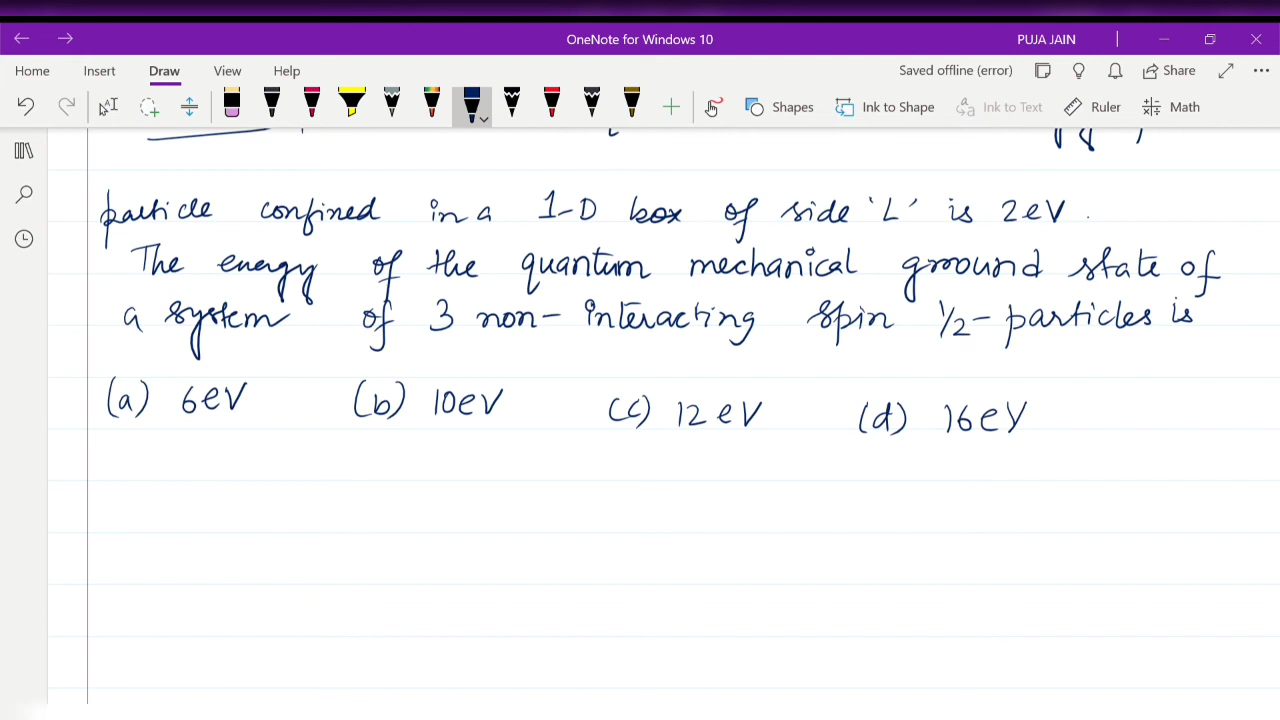 OneNote for Windows 10
PUJA JAIN
Home Insert Draw View Help
Saved offline (error) Share
Shapes Ink to Shape Ink to Text Ruler Math
particle confined in a 1-D box of side 'L' is 2eV.
The energy of the quantum mechanical ground state of
a system of 3 non-interacting spin 1/2-particles is
(a) 6eV (b) 10eV (c) 12eV (d) 16eV